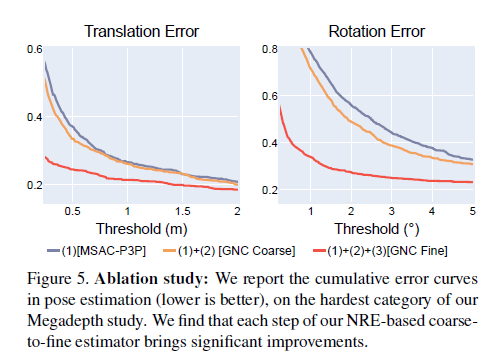 Translation Error
Rotation Error
0.6
0.4
0.2
0.5
1
1.5
2
Threshold (m)
0.8
0.6
0.4
0.2
1
2
3
4
5
Threshold (°)
(1)[MSAC-P3P]
(1)+(2) [GNC Coarse]
(1)+(2)+(3)[GNC Fine]
Figure 5. Ablation study: We report the cumulative error curves
in pose estimation (lower is better), on the hardest category of our
Megadepth study. We find that each step of our NRE-based coarse-
to-fine estimator brings significant improvements.